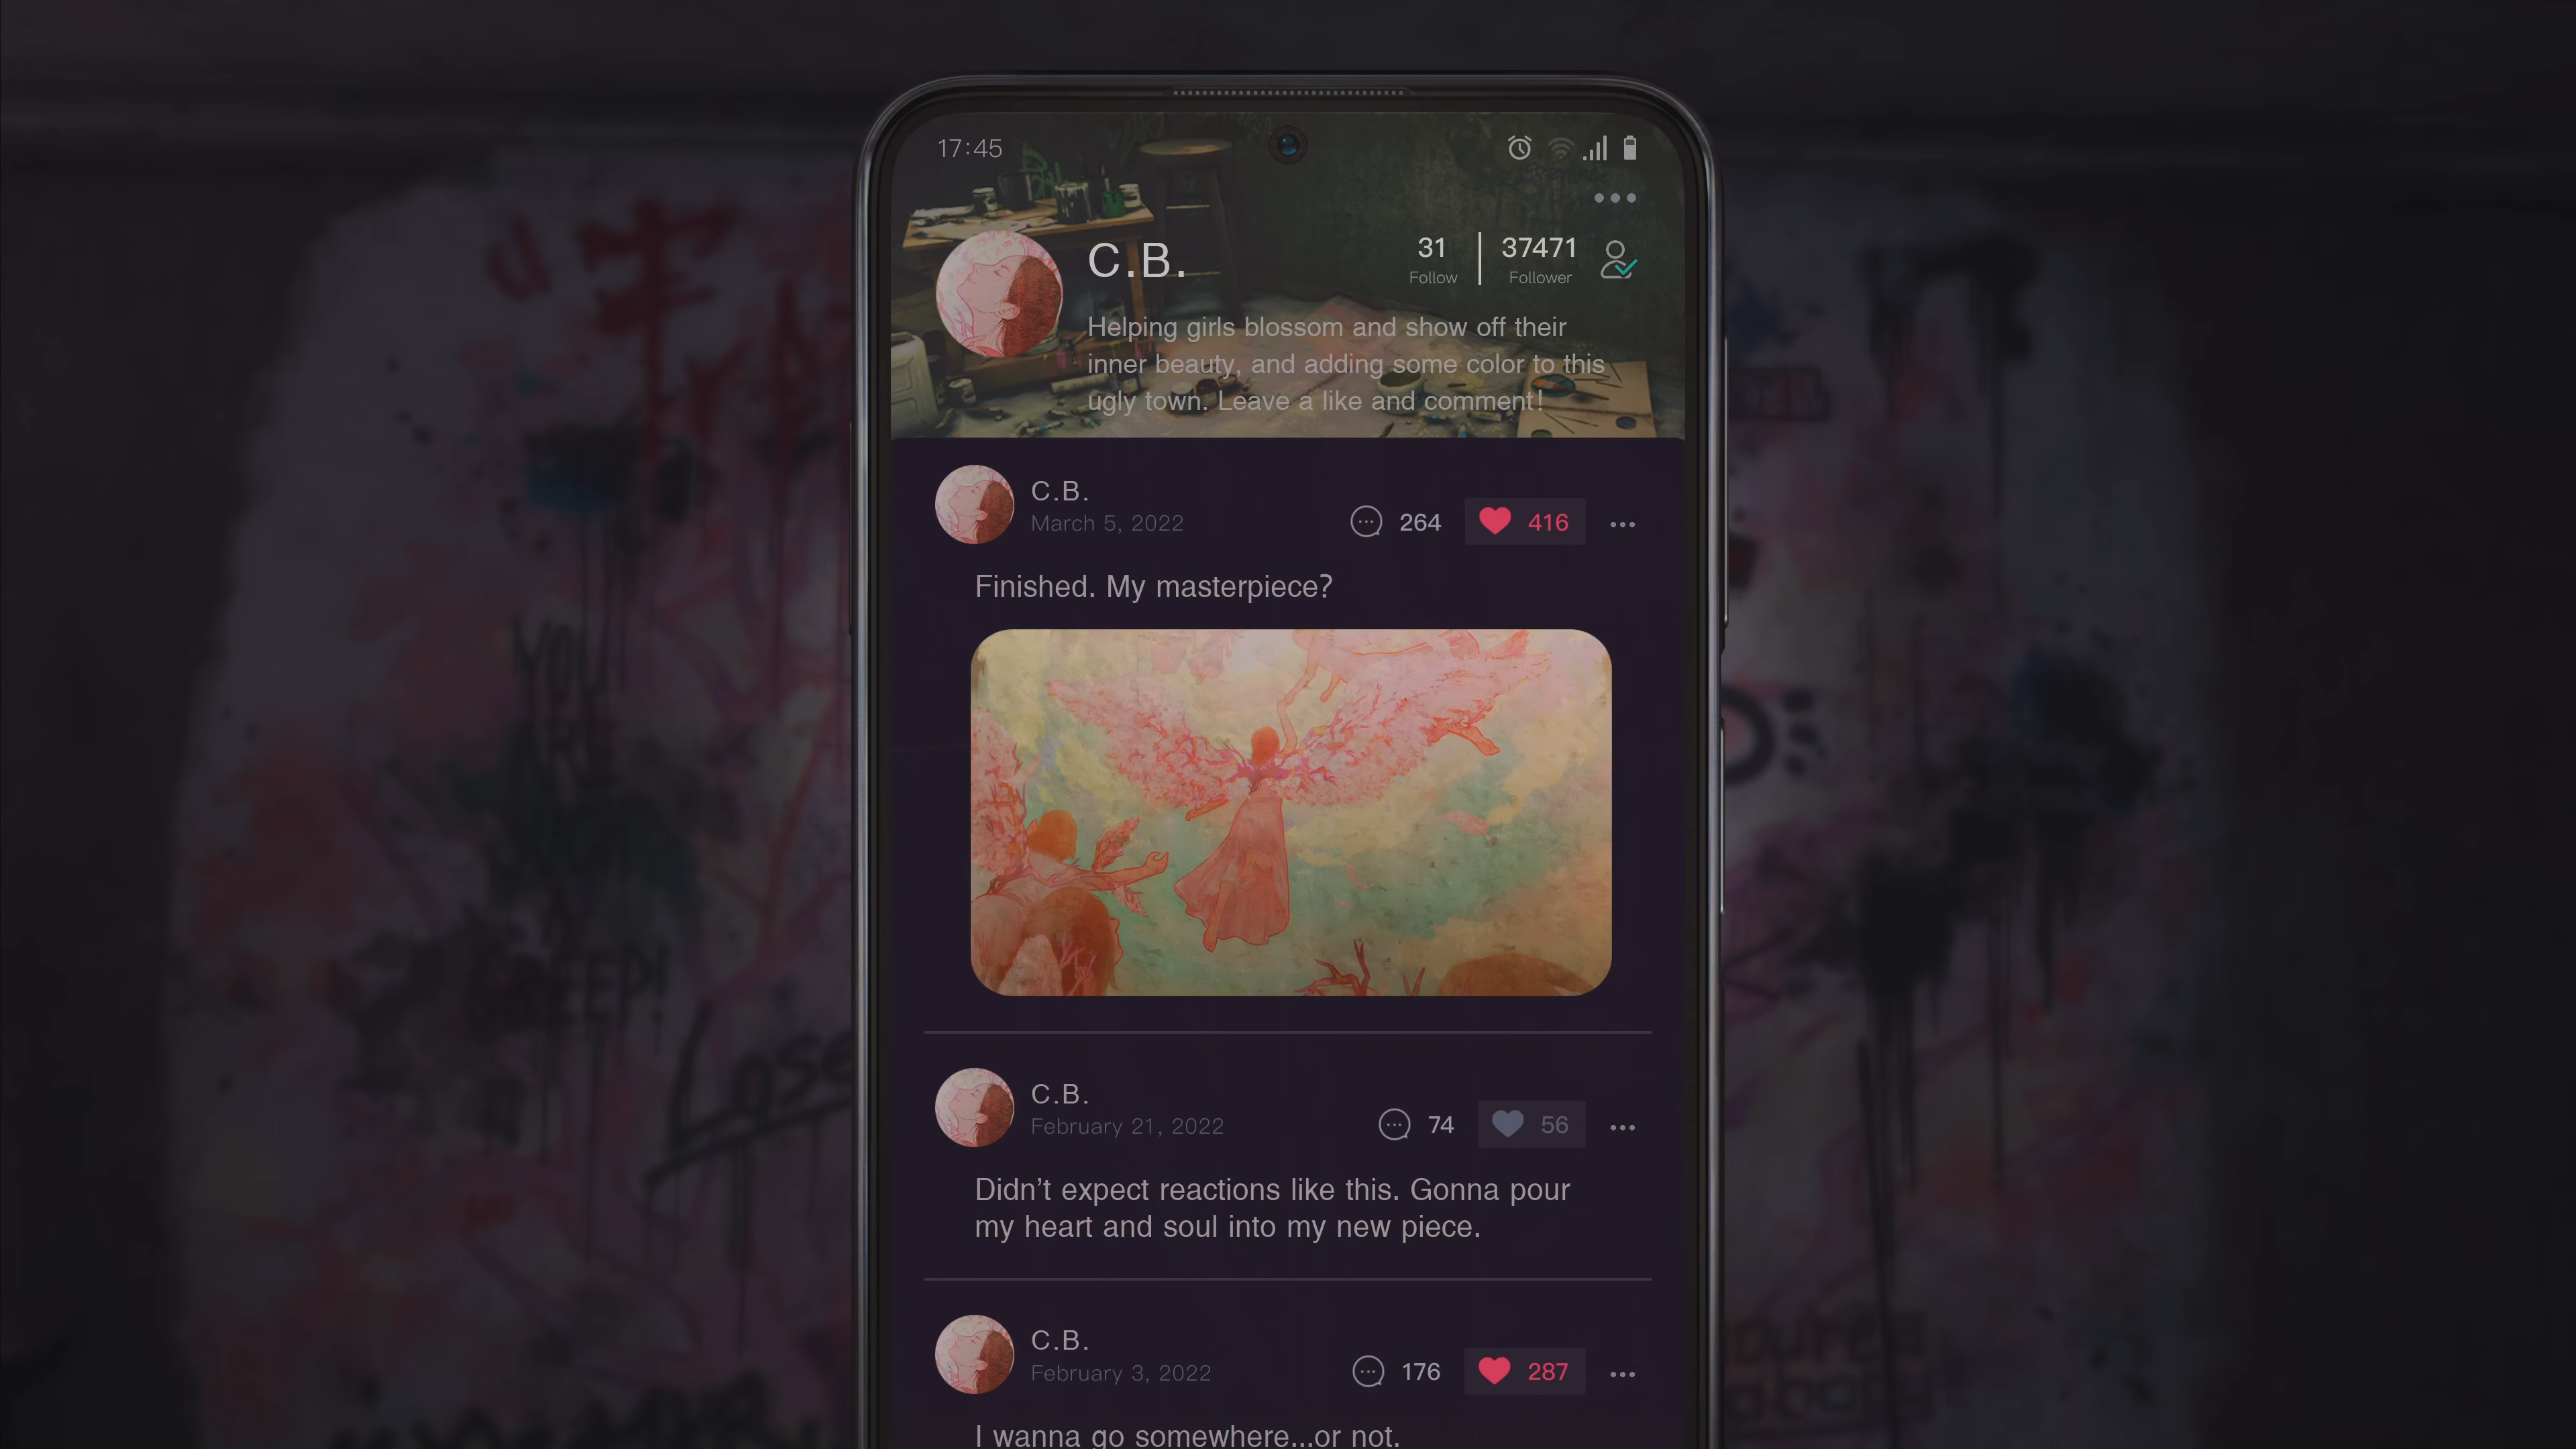 17:45
C.B.
31
Follow
37471
Follower
Helping girls blossom and show off their
inner beauty, and adding some color to this
ugly town. Leave a like and comment!
C.B.
March 5, 2022
264
416
Finished. My masterpiece?
C.B.
February 21, 2022
74
56
Didn’t expect reactions like this. Gonna pour
my heart and soul into my new piece.
C.B.
February 3, 2022
176
287
I wanna go somewhere...or not.
YOU
ARE